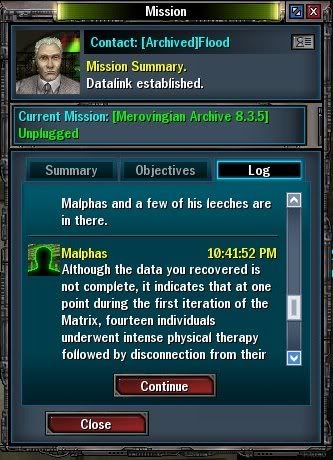 Mission
Contact: [Archived]Flood
Mission Summary.
Datalink established.
Current Mission: [Merovingian Archive 8.3.5]
Unplugged
Summary
Objectives
Log
Malphas and a few of his leeches are
in there.
Malphas 10:41:52 PM
Although the data you recovered is
not complete, it indicates that at one
point during the first iteration of the
Matrix, fourteen individuals
underwent intense physical therapy
followed by disconnection from their
Continue
Close